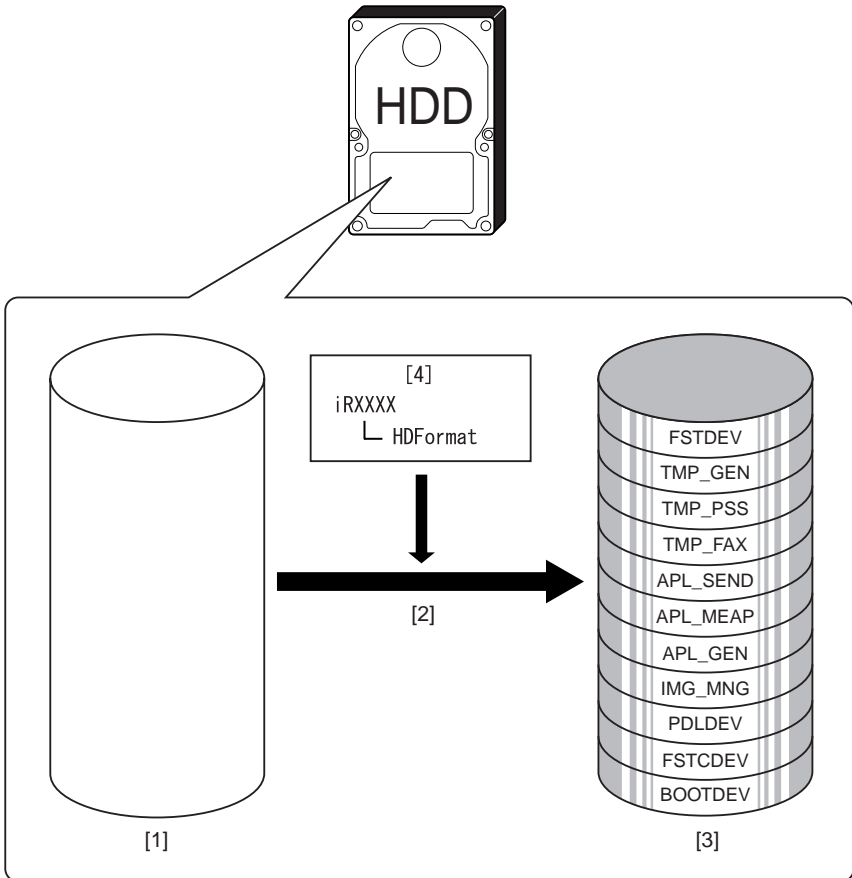 HDD
[4]
iRXXXX
HDFormat
[2]
FSTDEV
TMP_GEN
TMP_PSS
TMP_FAX
APL_SEND
APL_MEAP
APL_GEN
IMG_MNG
PDLDEV
FSTCDEV
BOOTDEV
[1]
[3]